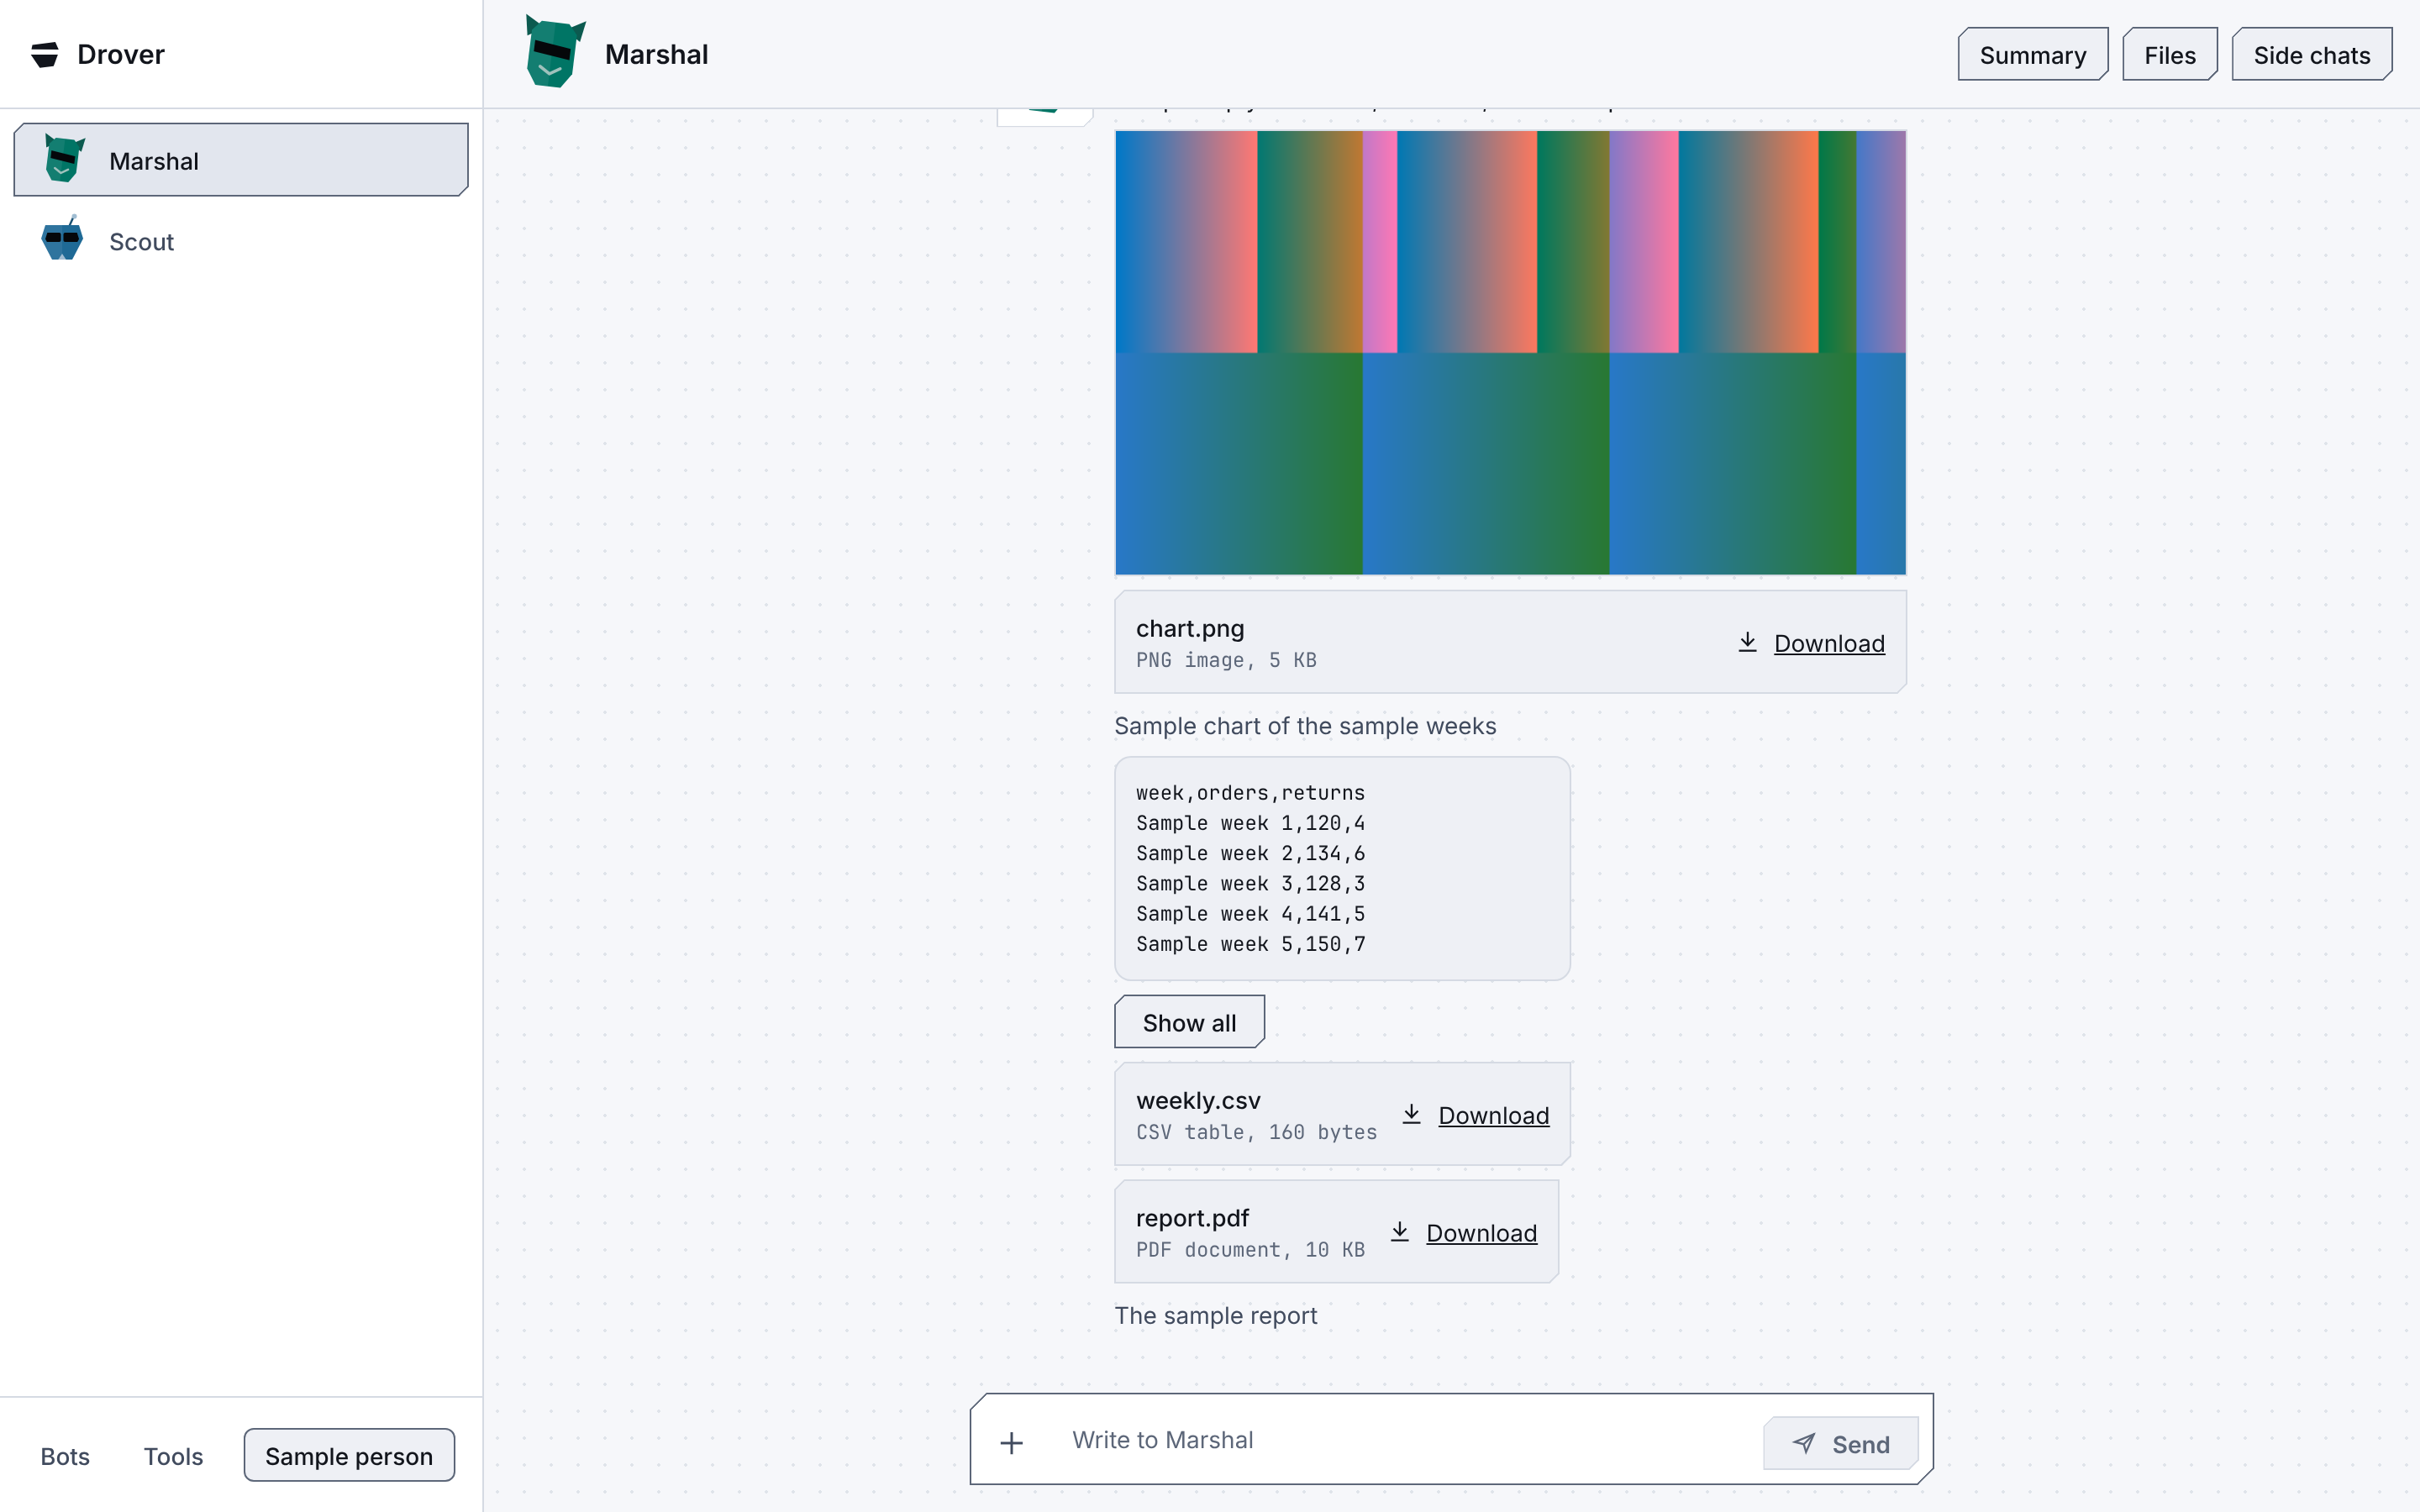 Drover
Marshal
Summary
Files
Side chats
Marshal
Scout
chart.png
PNG image, 5 KB
Download
Sample chart of the sample weeks
week,orders,returns
Sample week 1,120,4
Sample week 2,134,6
Sample week 3,128,3
Sample week 4,141,5
Sample week 5,150,7
Show all
weekly.csv
CSV table, 160 bytes
Download
report.pdf
PDF document, 10 KB
Download
The sample report
Write to Marshal
Send
Bots
Tools
Sample person